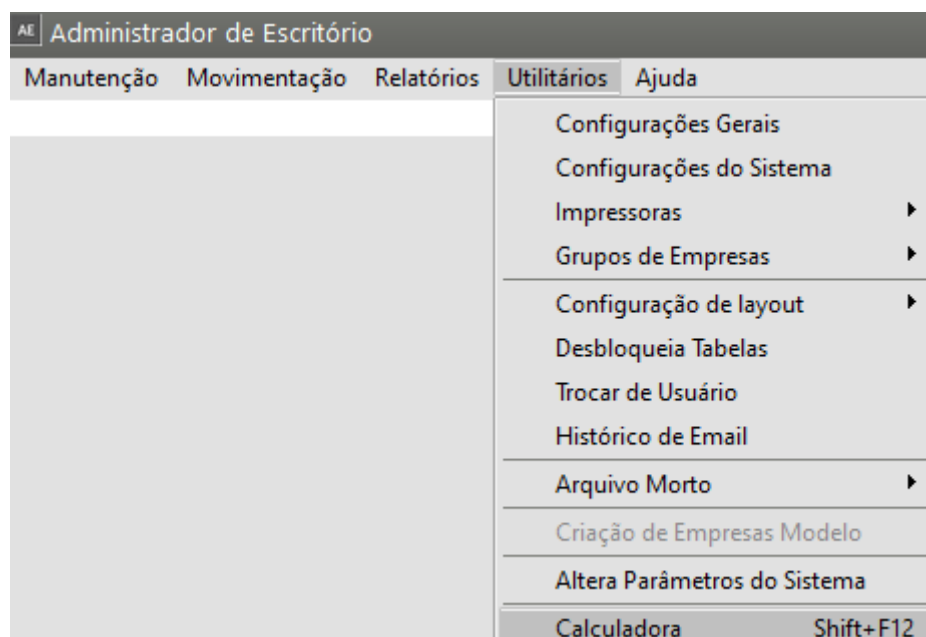 AE Administrador de Escritório
Manutenção Movimentação Relatórios Utilitários Ajuda
Configurações Gerais
Configurações do Sistema
Impressoras
Grupos de Empresas
Configuração de layout
Desbloqueia Tabelas
Trocar de Usuário
Histórico de Email
Arquivo Morto
Criação de Empresas Modelo
Altera Parâmetros do Sistema
Calculadora Shift+F12